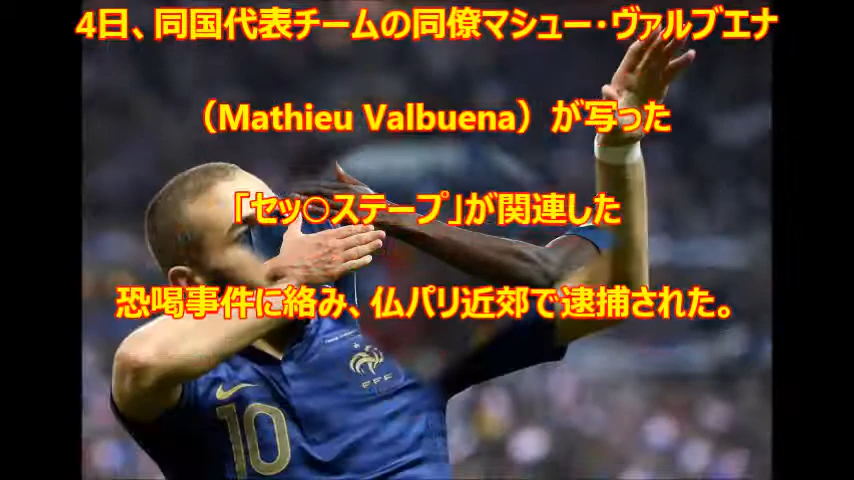 4日、同国代表チームの同僚マシュー・ヴァルブエナ
（Mathieu Valbuena）が写った
「セッ○ステープ」が関連した
恐喝事件に絡み、仏パリ近郊で逮捕された。
FFF
10